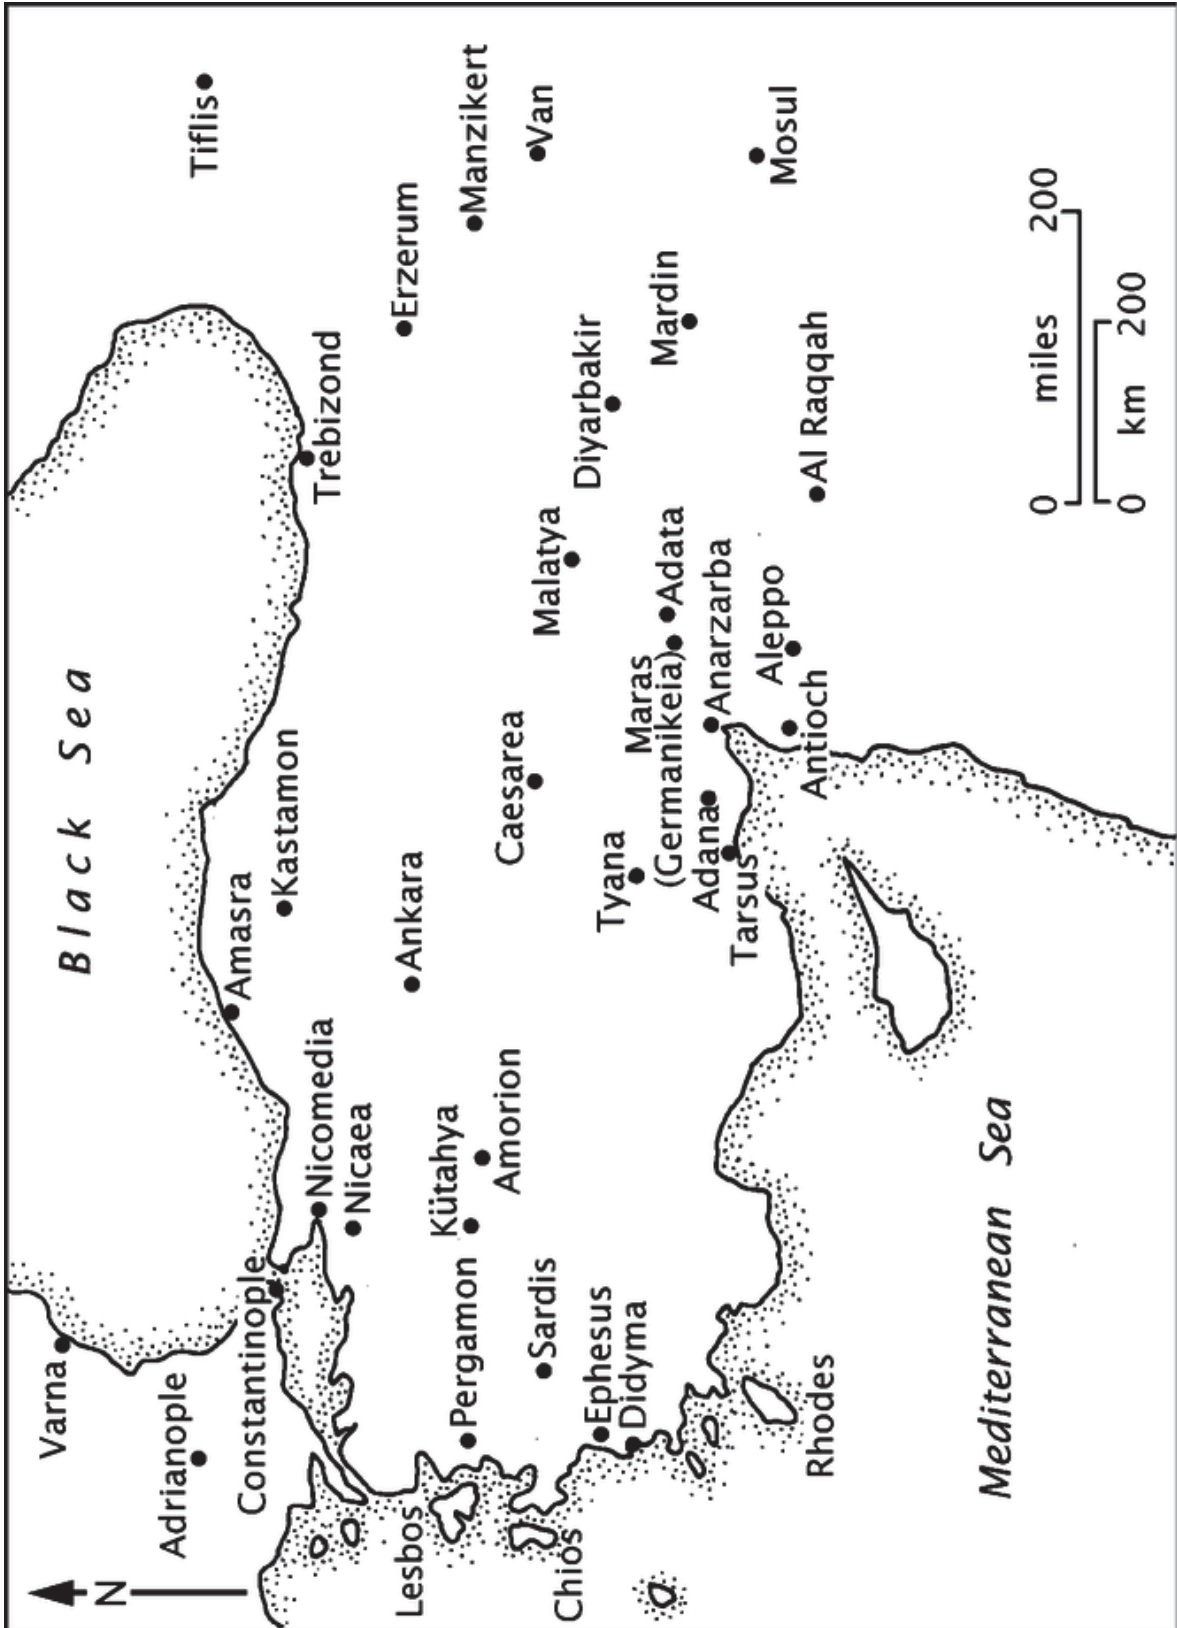 N
Varna
Black Sea
Adrianople
Tiflis
Constantinople
Amasra
Kastamon
Nicomedia
Trebizond
Nicaea
Erzerum
Ankara
Lesbos
Pergamon
Kütahya
Manzikert
Amorion
Caesarea
Van
Sardis
Malatya
Chios
Ephesus
Diyarbakir
Didyma
Tyana
Maras
(Germanikeia)
Adata
Mardin
Adana
Anarzarba
Tarsus
Aleppo
Mosul
Rhodes
Antioch
Al Raqqah
Mediterranean Sea
0 miles 200
0 km 200